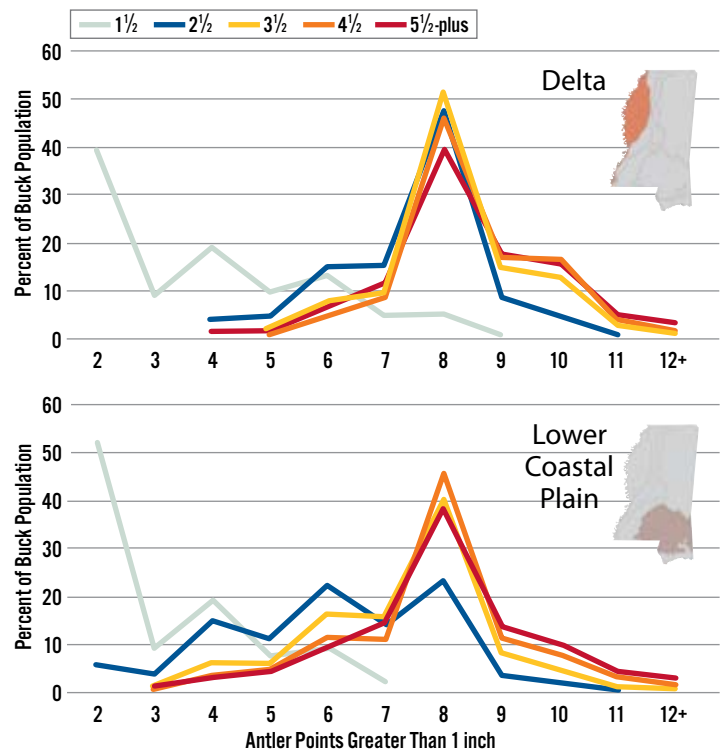 1½ 2½ 3½ 4½ 5½-plus
Percent of Buck Population
60
50
40
30
20
10
0
Delta
2 3 4 5 6 7 8 9 10 11 12+
Percent of Buck Population
60
50
40
30
20
10
0
Lower
Coastal
Plain
2 3 4 5 6 7 8 9 10 11 12+
Antler Points Greater Than 1 inch